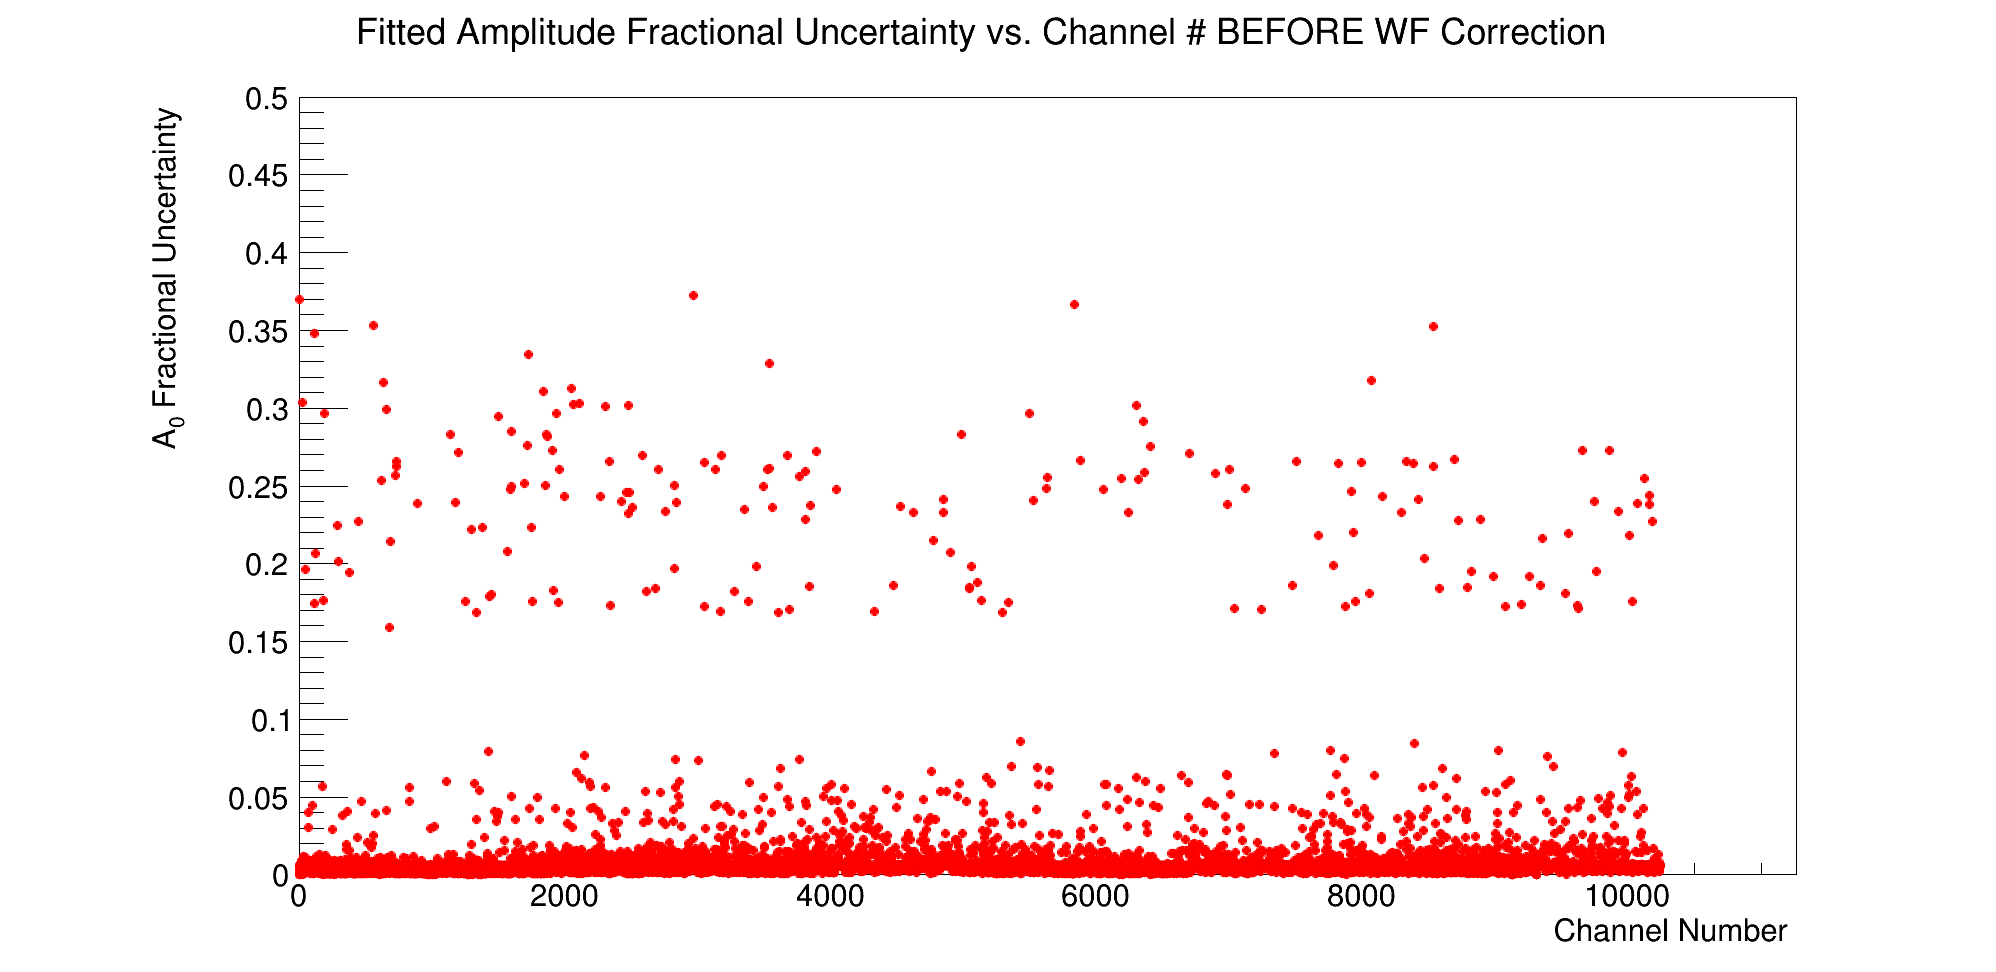 Fitted Amplitude Fractional Uncertainty vs. Channel # BEFORE WF Correction
A0 Fractional Uncertainty
0.5
0.45
0.4
0.35
0.3
0.25
0.2
0.15
0.1
0.05
0
0 2000 4000 6000 8000 10000
Channel Number